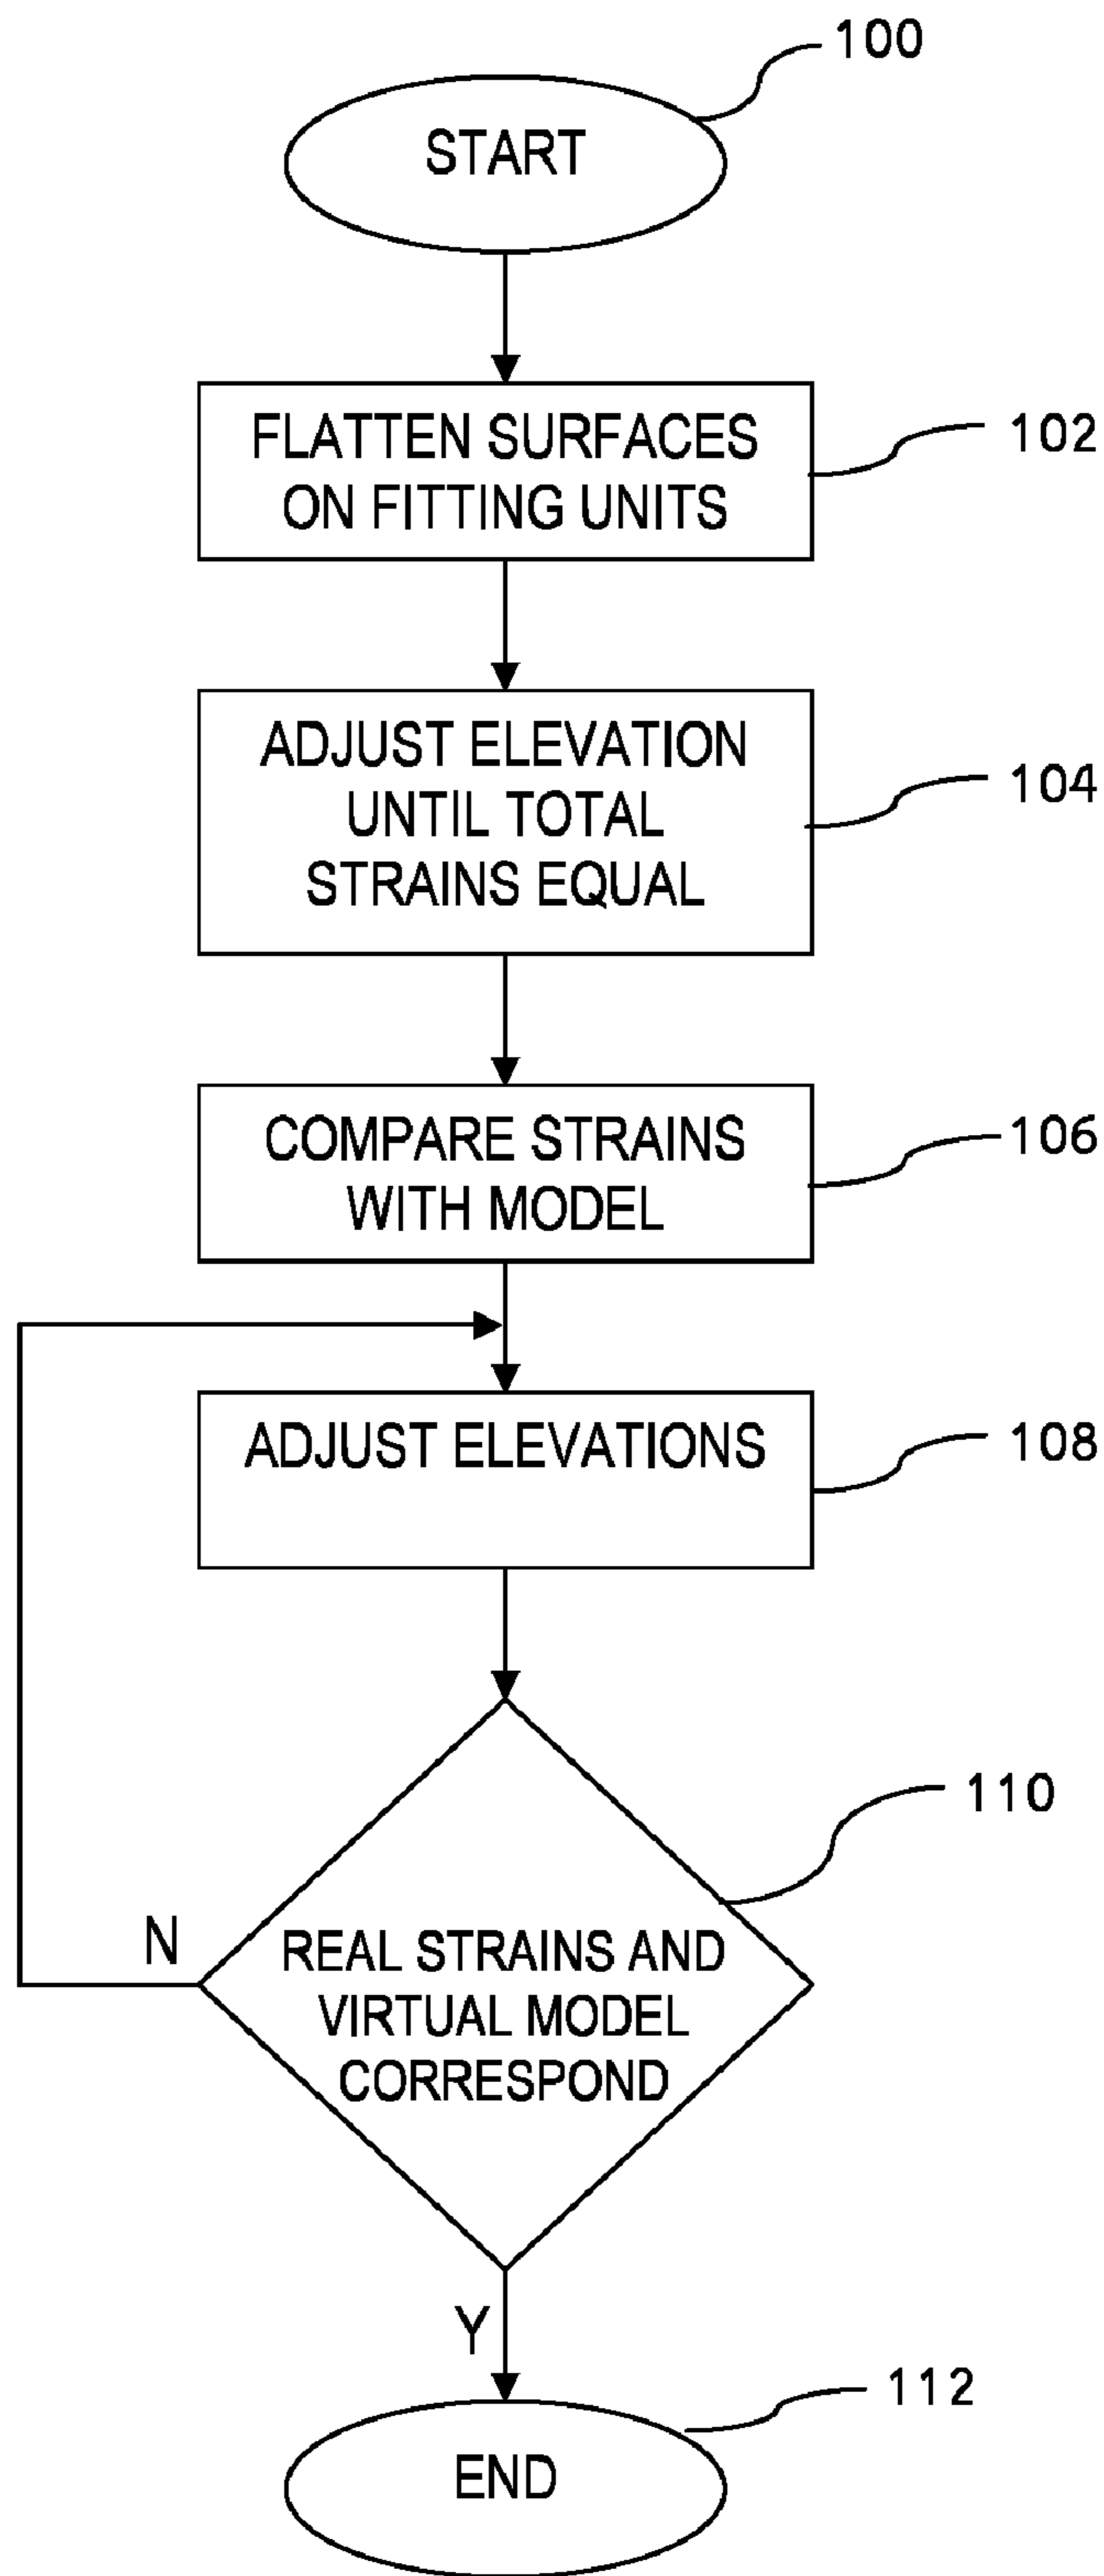 100
START
FLATTEN SURFACES
ON FITTING UNITS
102
ADJUST ELEVATION
UNTIL TOTAL
STRAINS EQUAL
104
COMPARE STRAINS
WITH MODEL
106
ADJUST ELEVATIONS
108
110
N
REAL STRAINS AND
VIRTUAL MODEL
CORRESPOND
Y
112
END